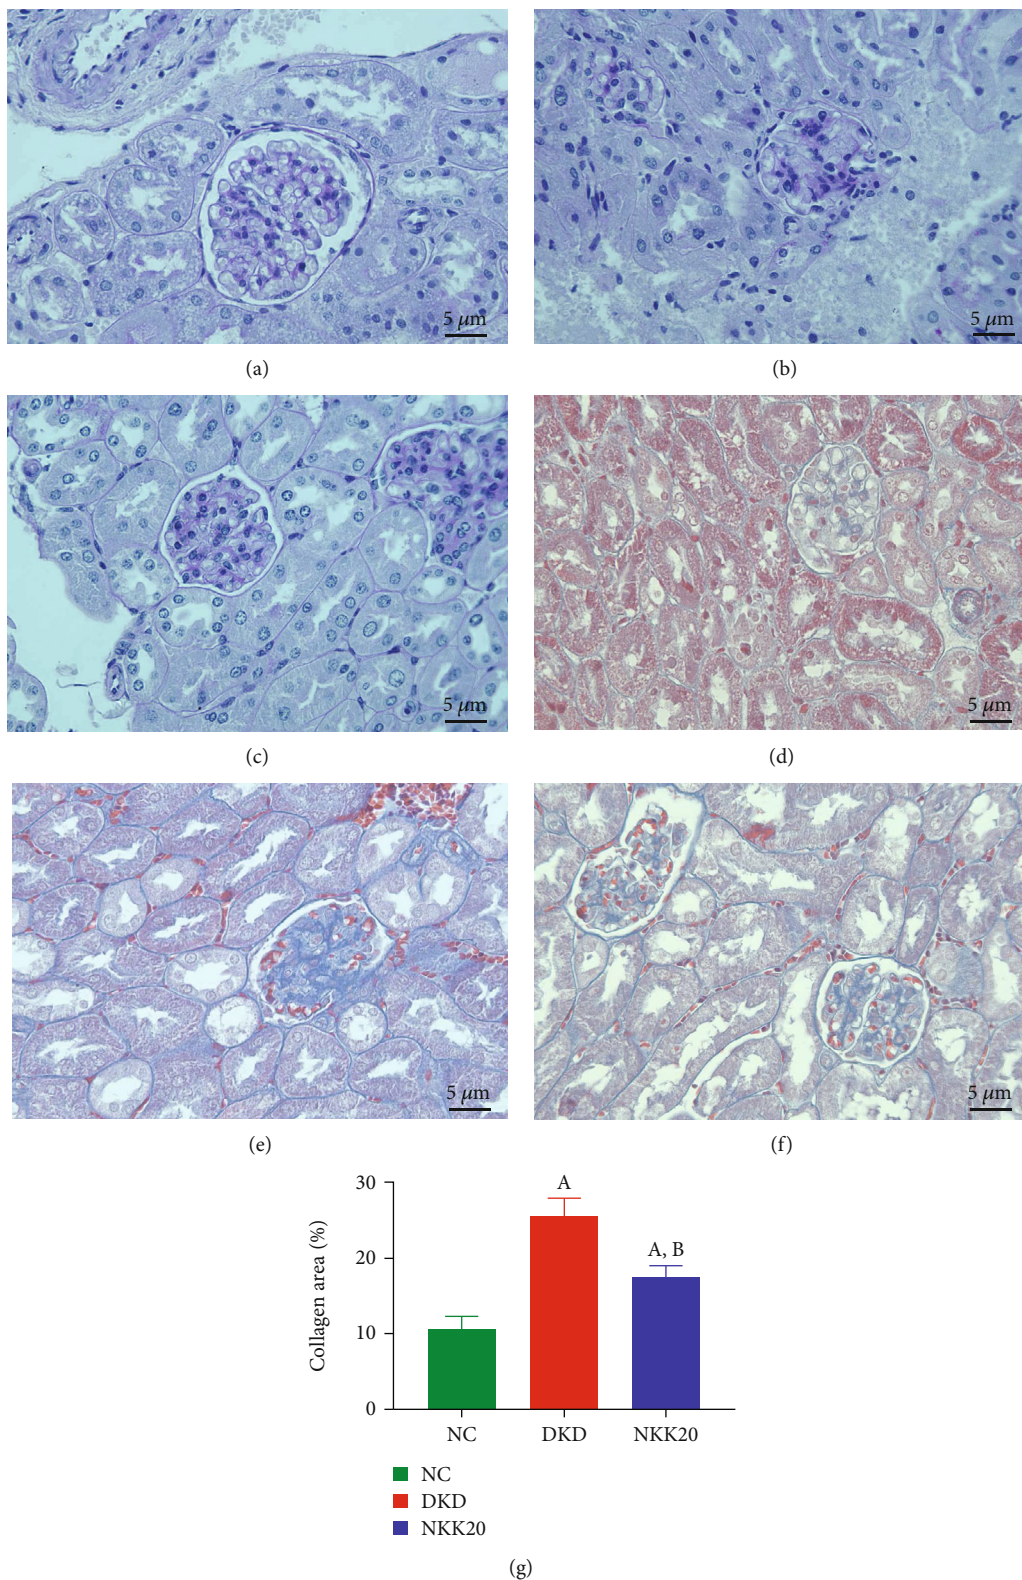 5 μm
5 μm
(a)
(b)
5 μm
5 μm
(c)
(d)
5 μm
5 μm
(e)
(f)
30
20
10
0
Collagen area (%)
A
A, B
NC
DKD
NKK20
NC
DKD
NKK20
(g)